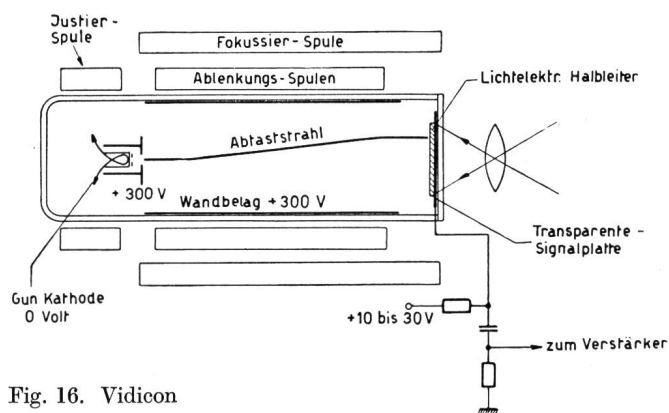 Justier-
Spule
Fokussier-Spule
Ablenkungs-Spulen
Lichtelektr. Halbleiter
Abtaststrahl
+ 300 V
Wandbelag +300 V
Transparente-
Signalplatte
Gun Kathode
0 Volt
+10 bis 30V
zum Verstärker
Fig. 16. Vidicon